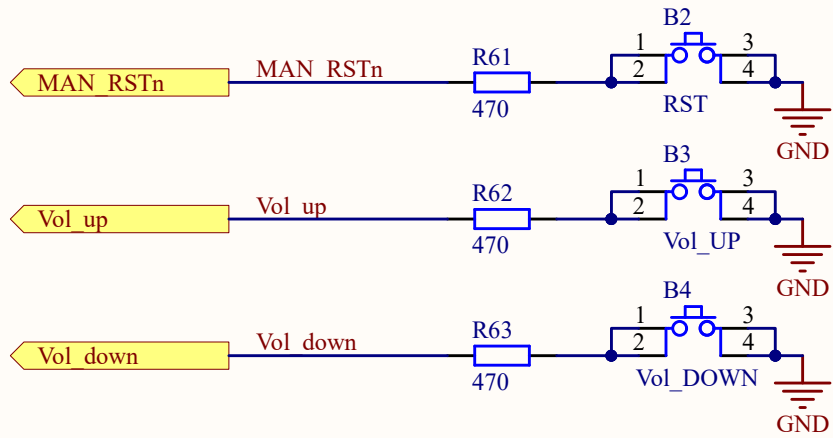 B2
MAN_RSTn MAN_RSTn R61 470 1 2 3 4
RST
GND
B3
Vol_up Vol_up R62 470 1 2 3 4
Vol_UP
GND
B4
Vol_down Vol_down R63 470 1 2 3 4
Vol_DOWN
GND